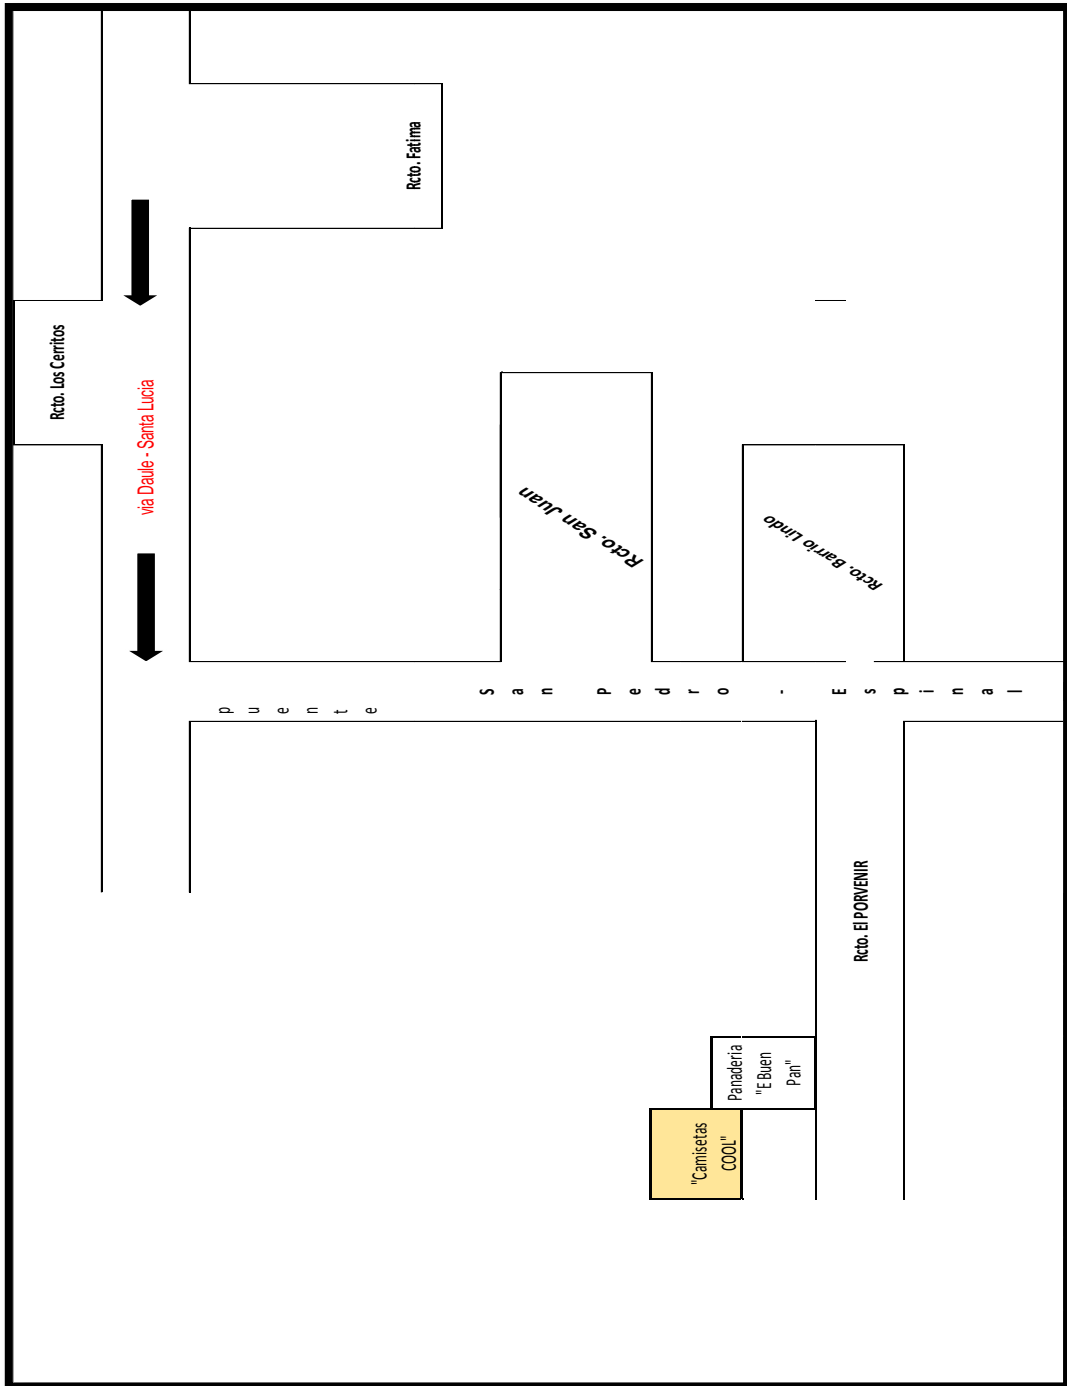 Rcto. Los Cerritos
via Daule - Santa Lucia
Rcto. Fatima
Rcto. San Juan
Rcto. Barrio Lindo
puente
San Pedro - Espinal
Rcto. El PORVENIR
Panaderia
"E Buen
Pan"
"Camisetas
COOL"